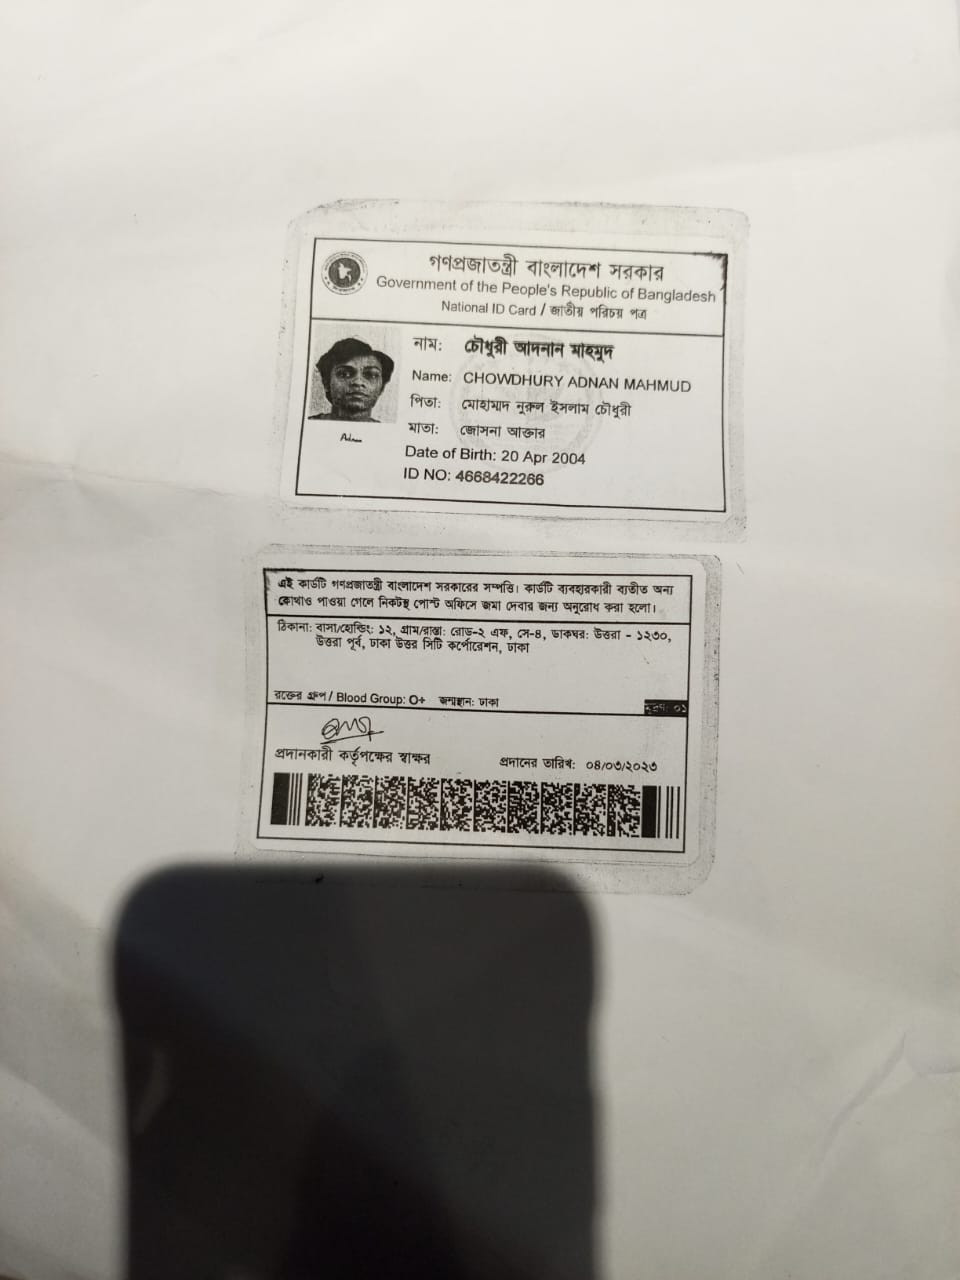 গণপ্রজাতন্ত্রী বাংলাদেশ সরকার
Government of the People's Republic of Bangladesh
National ID Card / জাতীয় পরিচয় পত্র
নাম: চৌধুরী আদনান মাহমুদ
Name: CHOWDHURY ADNAN MAHMUD
পিতা: মোহাম্মদ নুরুল ইসলাম চৌধুরী
মাতা: জোসনা আক্তার
Date of Birth: 20 Apr 2004
ID NO: 4668422266
এই কার্ডটি গণপ্রজাতন্ত্রী বাংলাদেশ সরকারের সম্পত্তি। কার্ডটি ব্যবহারকারী ব্যতীত অন্য
কোথাও পাওয়া গেলে নিকটস্থ পোস্ট অফিসে জমা দেবার জন্য অনুরোধ করা হলো।
ঠিকানা: বাসা/হোল্ডিং: ১২, গ্রাম/রাস্তা: রোড-২ এফ, সে-৪, ডাকঘর: উত্তরা - ১২৩০,
উত্তরা পূর্ব, ঢাকা উত্তর সিটি কর্পোরেশন, ঢাকা
রক্তের গ্রুপ / Blood Group: O+ জন্মস্থান: ঢাকা
মুদ্রণ: ০১
প্রদানকারী কর্তৃপক্ষের স্বাক্ষর
প্রদানের তারিখ: ০৪/০৩/২০২৩